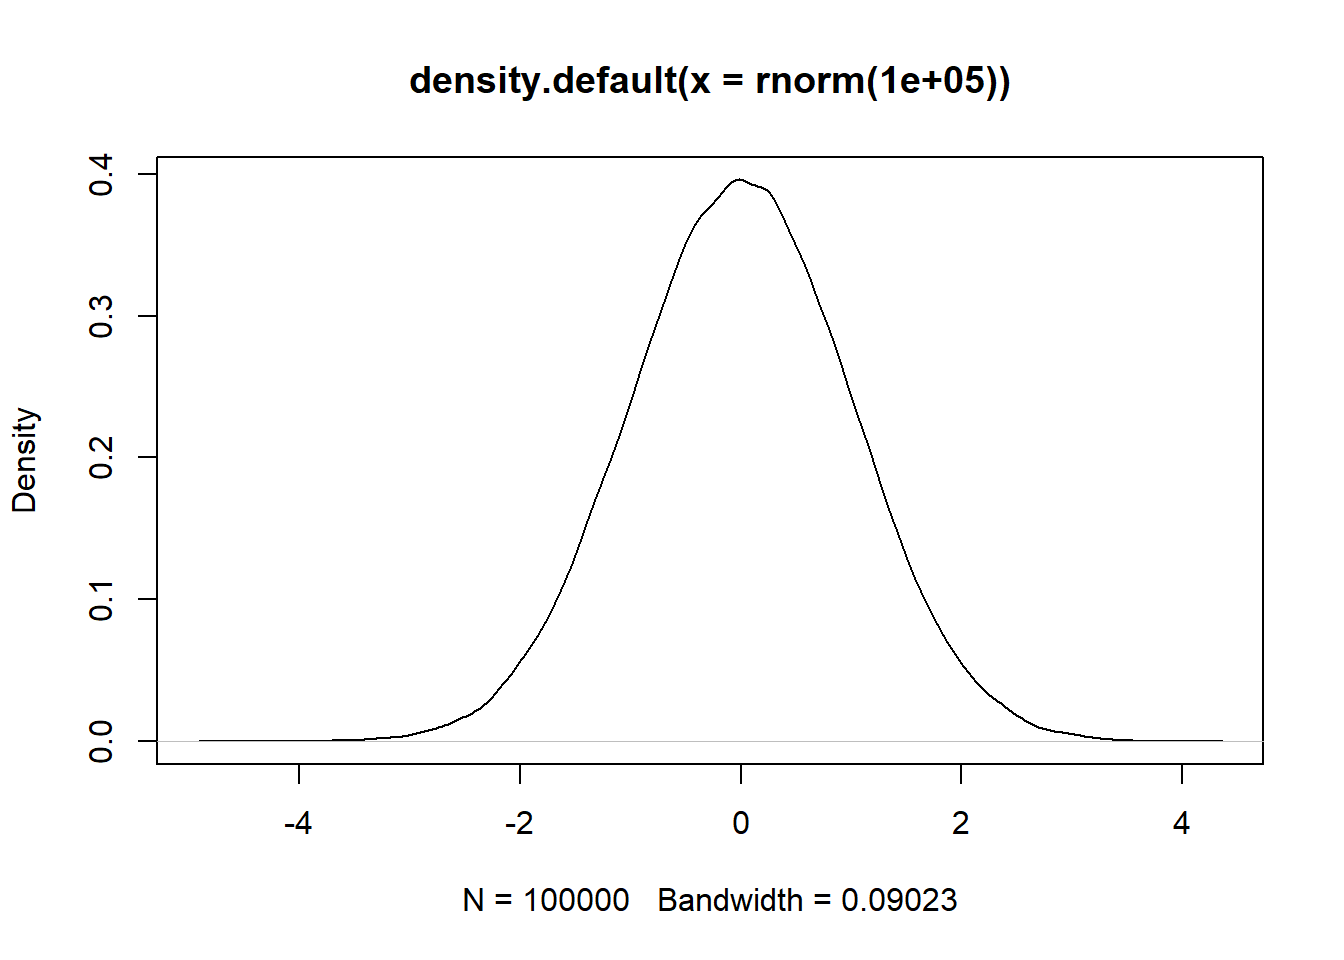 density.default(x = rnorm(1e+05))
Density
0.4
0.3
0.2
0.1
0.0
-4 -2 0 2 4
N = 100000 Bandwidth = 0.09023